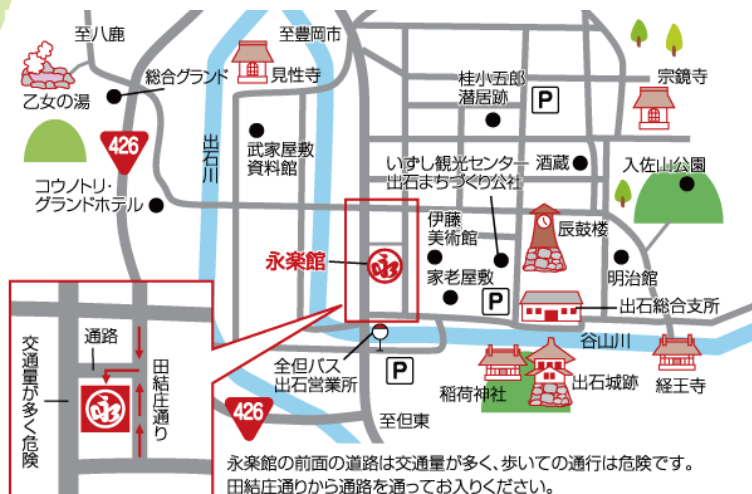 至八鹿
至豊岡市
総合グランド
乙女の湯
見性寺
桂小五郎
潜居跡
P
宗鏡寺
426
出石川
武家屋敷
資料館
いずし観光センター
出石まちづくり公社
酒蔵
入佐山公園
コウノトリ・
グランドホテル
永楽館
永
伊藤
美術館
辰鼓楼
家老屋敷
P
明治館
出石総合支所
通路
交通量が多く危険
田結庄通り
永
全但バス
出石営業所
P
谷山川
稲荷神社
出石城跡
経王寺
426
至但東
永楽館の前面の道路は交通量が多く、歩いての通行は危険です。
田結庄通りから通路を通ってお入りください。